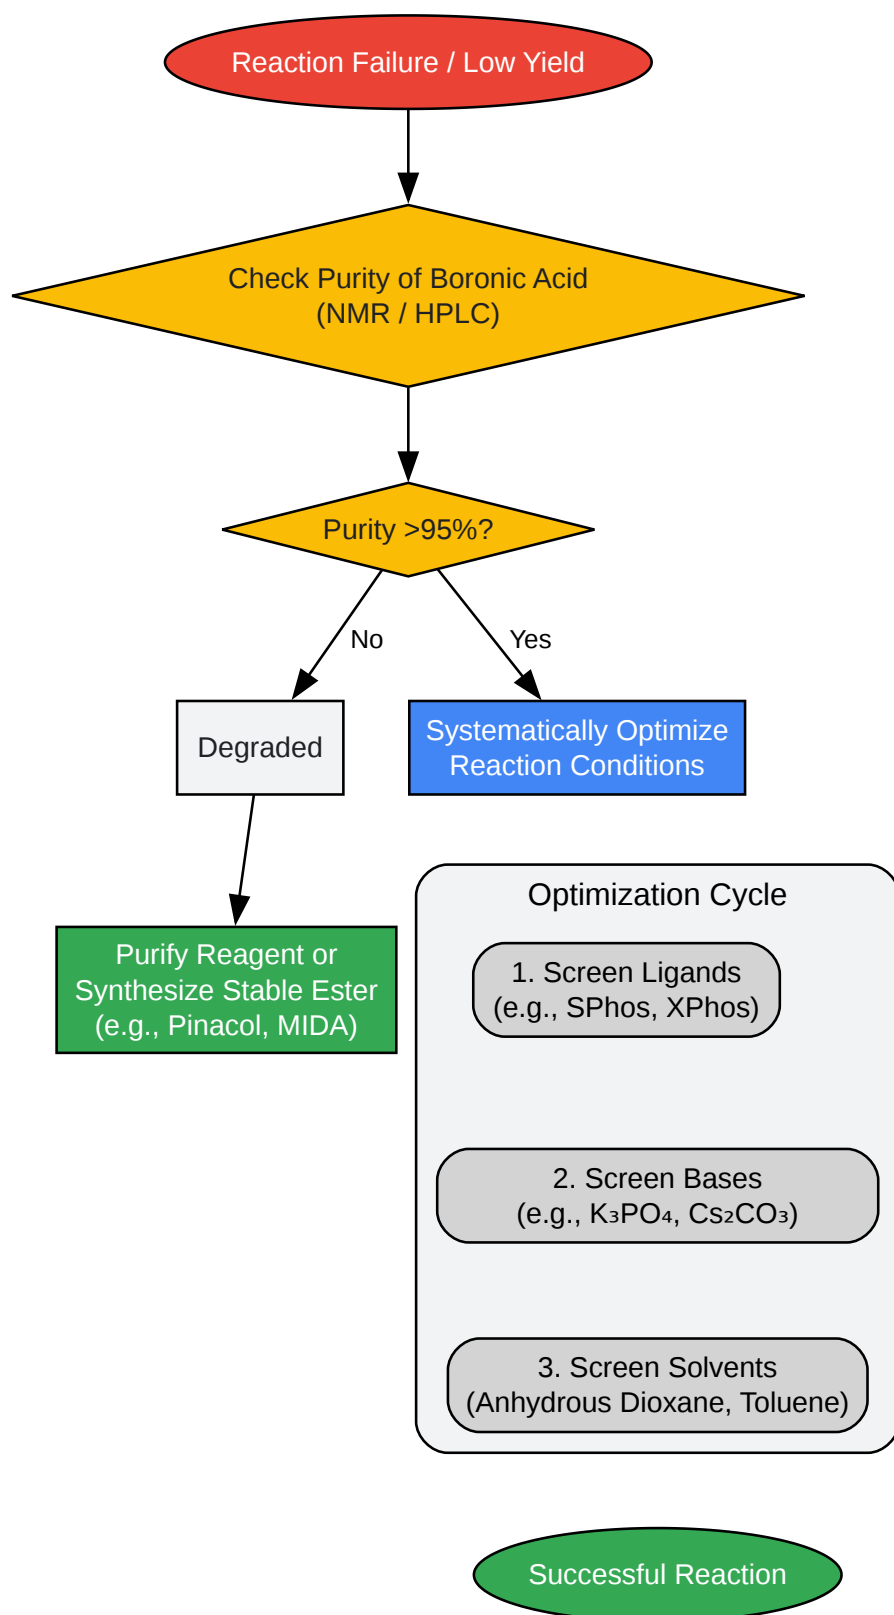 Reaction Failure / Low Yield
Check Purity of Boronic Acid
(NMR / HPLC)
Purity >95%?
No
Yes
Degraded
Systematically Optimize
Reaction Conditions
Purify Reagent or
Synthesize Stable Ester
(e.g., Pinacol, MIDA)
Optimization Cycle
1. Screen Ligands
(e.g., SPhos, XPhos)
2. Screen Bases
(e.g., K₃PO₄, Cs₂CO₃)
3. Screen Solvents
(Anhydrous Dioxane, Toluene)
Successful Reaction